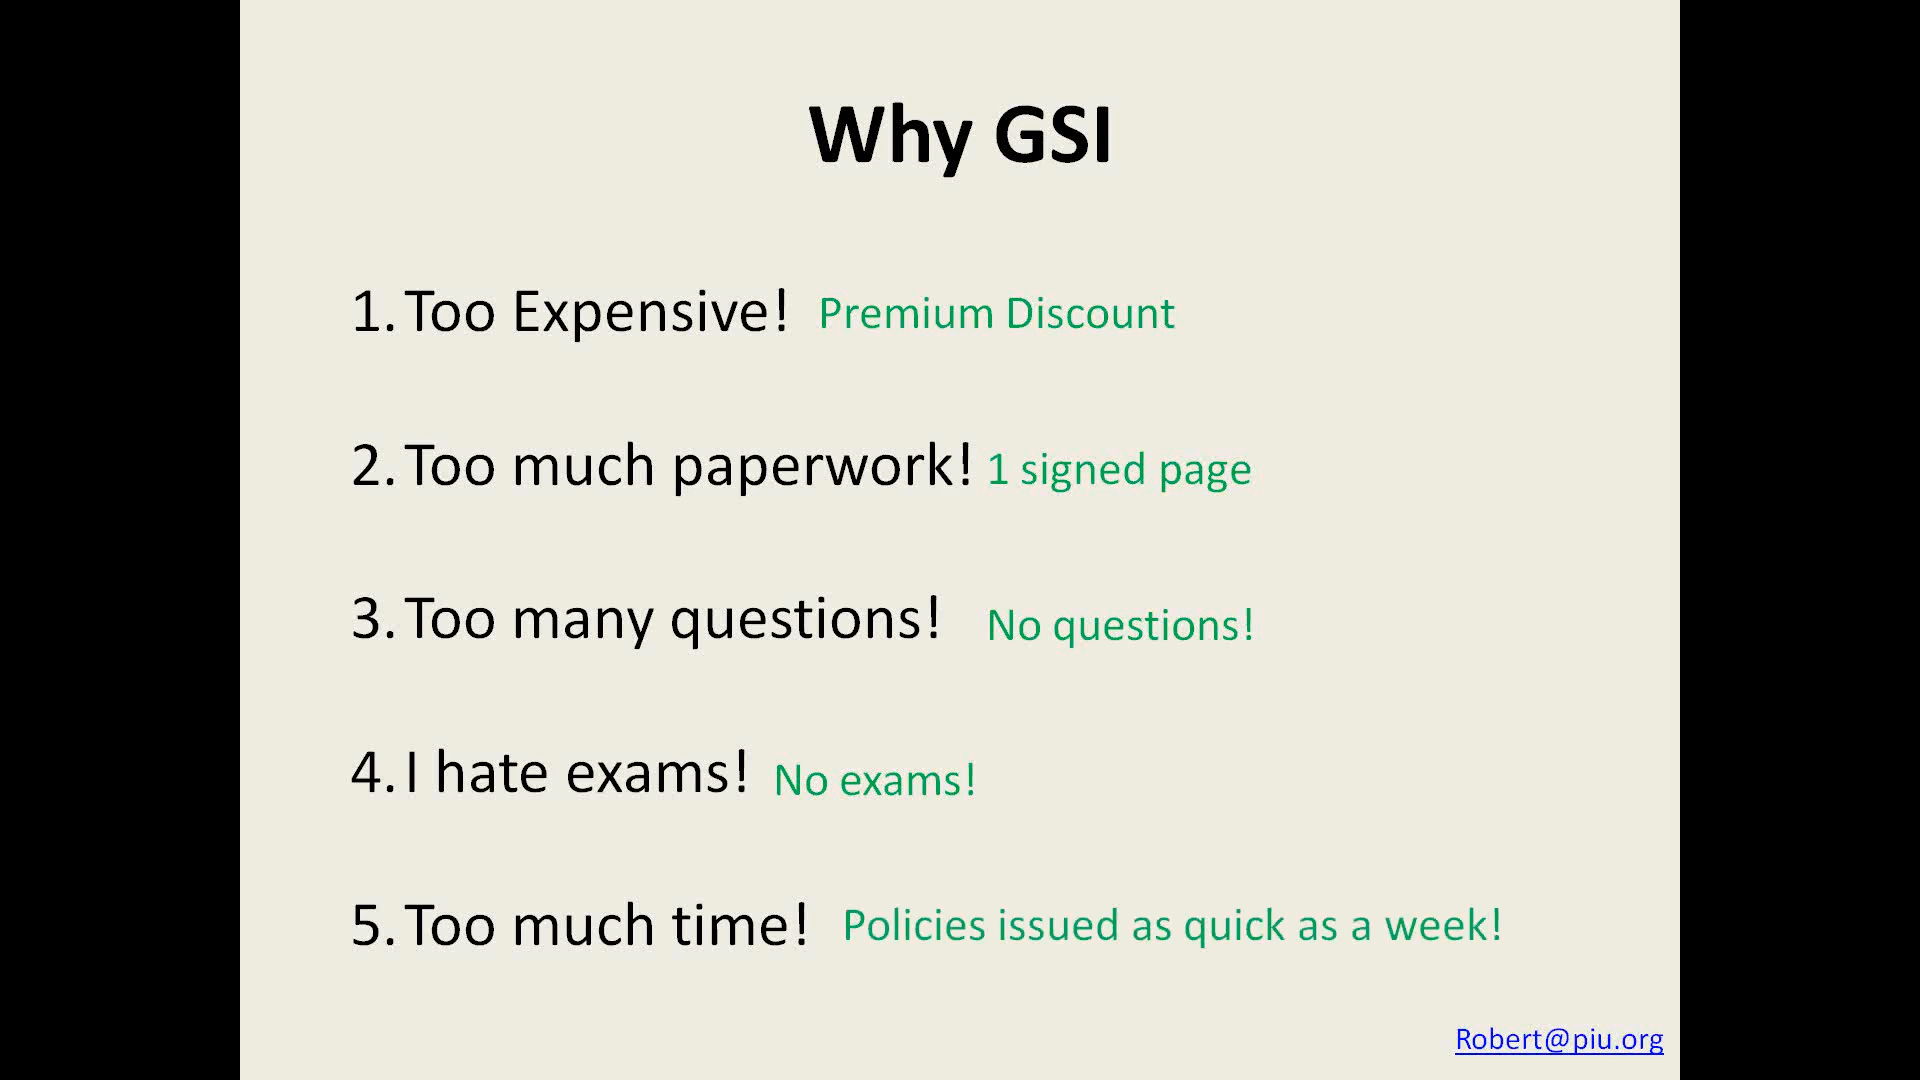 Why GSI
1. Too Expensive! Premium Discount
2. Too much paperwork! 1 signed page
3. Too many questions! No questions!
4. I hate exams! No exams!
5. Too much time! Policies issued as quick as a week!
Robert@piu.org